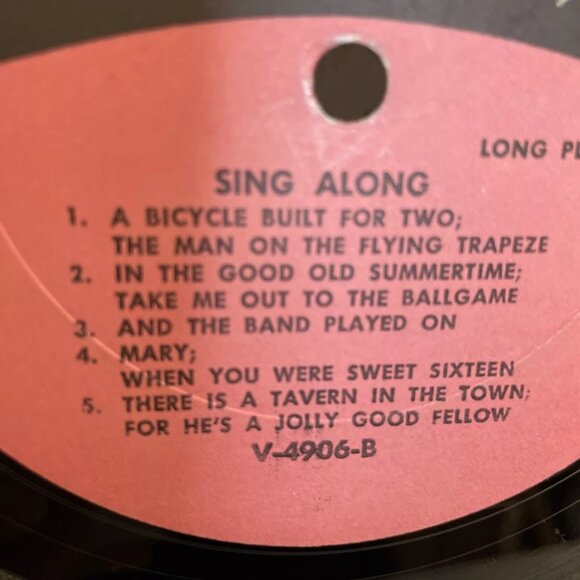 LONG PL
SING ALONG
1. A BICYCLE BUILT FOR TWO;
THE MAN ON THE FLYING TRAPEZE
2. IN THE GOOD OLD SUMMERTIME;
TAKE ME OUT TO THE BALLGAME
3. AND THE BAND PLAYED ON
4. MARY;
WHEN YOU WERE SWEET SIXTEEN
5. THERE IS A TAVERN IN THE TOWN;
FOR HE'S A JOLLY GOOD FELLOW
V-4906-B